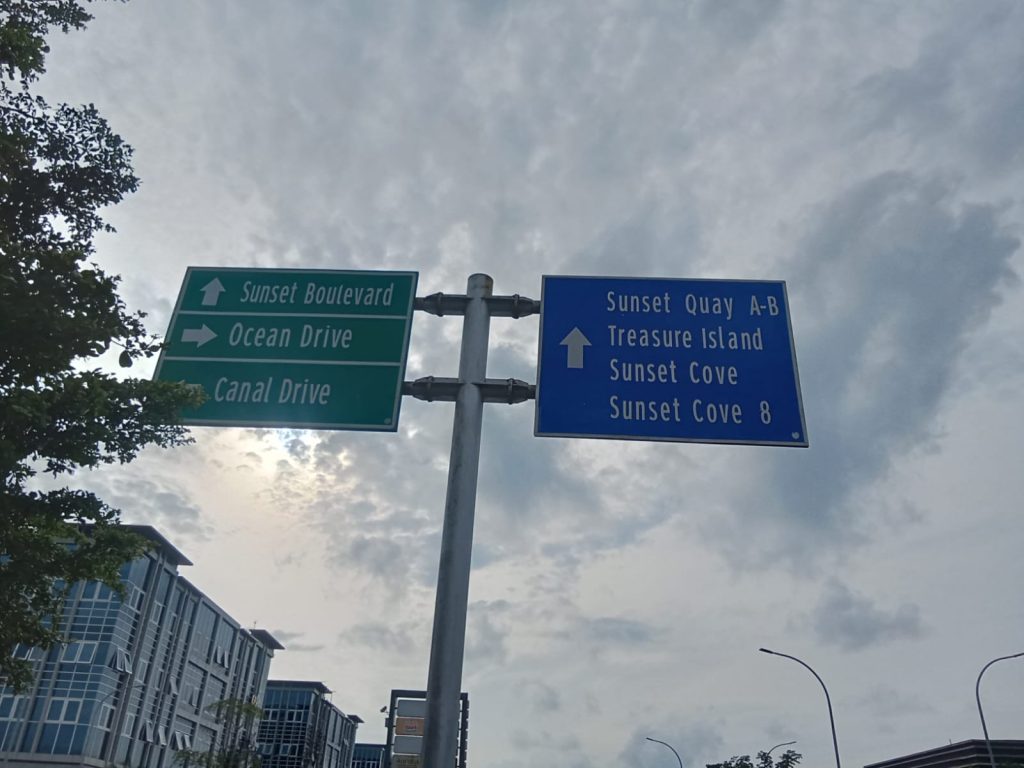 Sunset Boulevard
Ocean Drive
Canal Drive
Sunset Quay A-B
Treasure Island
Sunset Cove
Sunset Cove 8